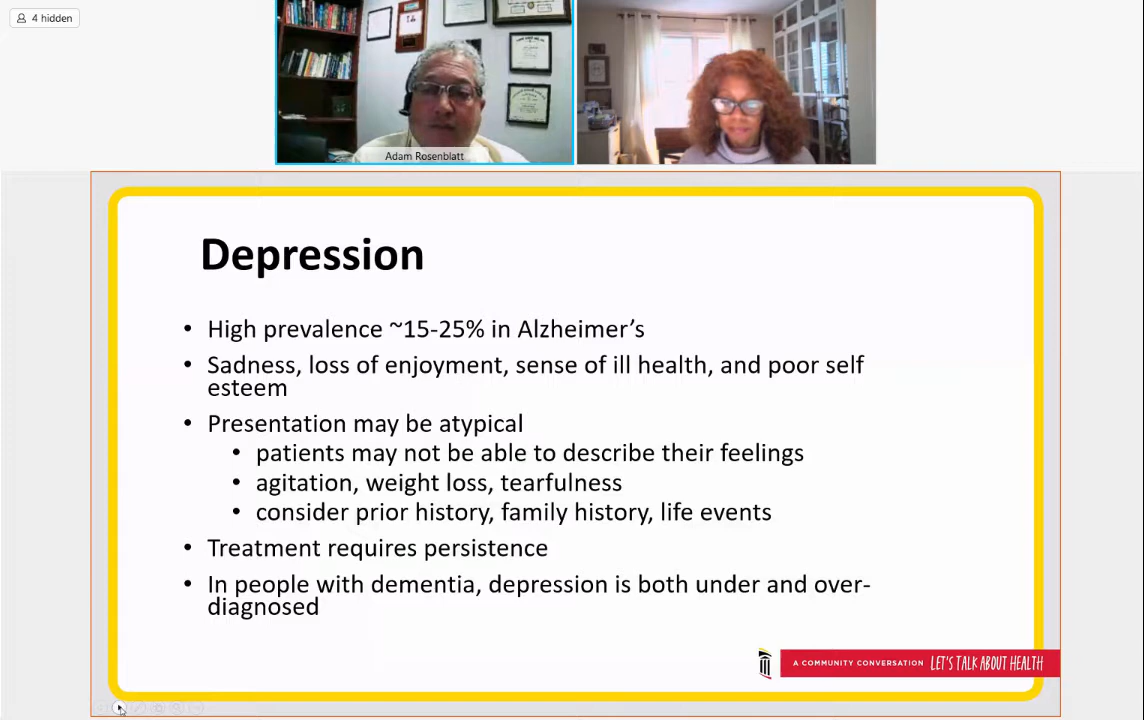 4 hidden
Adam Rosenblatt
Depression
• High prevalence ~15-25% in Alzheimer’s
• Sadness, loss of enjoyment, sense of ill health, and poor self
esteem
• Presentation may be atypical
• patients may not be able to describe their feelings
• agitation, weight loss, tearfulness
• consider prior history, family history, life events
• Treatment requires persistence
• In people with dementia, depression is both under and over-
diagnosed
A COMMUNITY CONVERSATION LET'S TALK ABOUT HEALTH